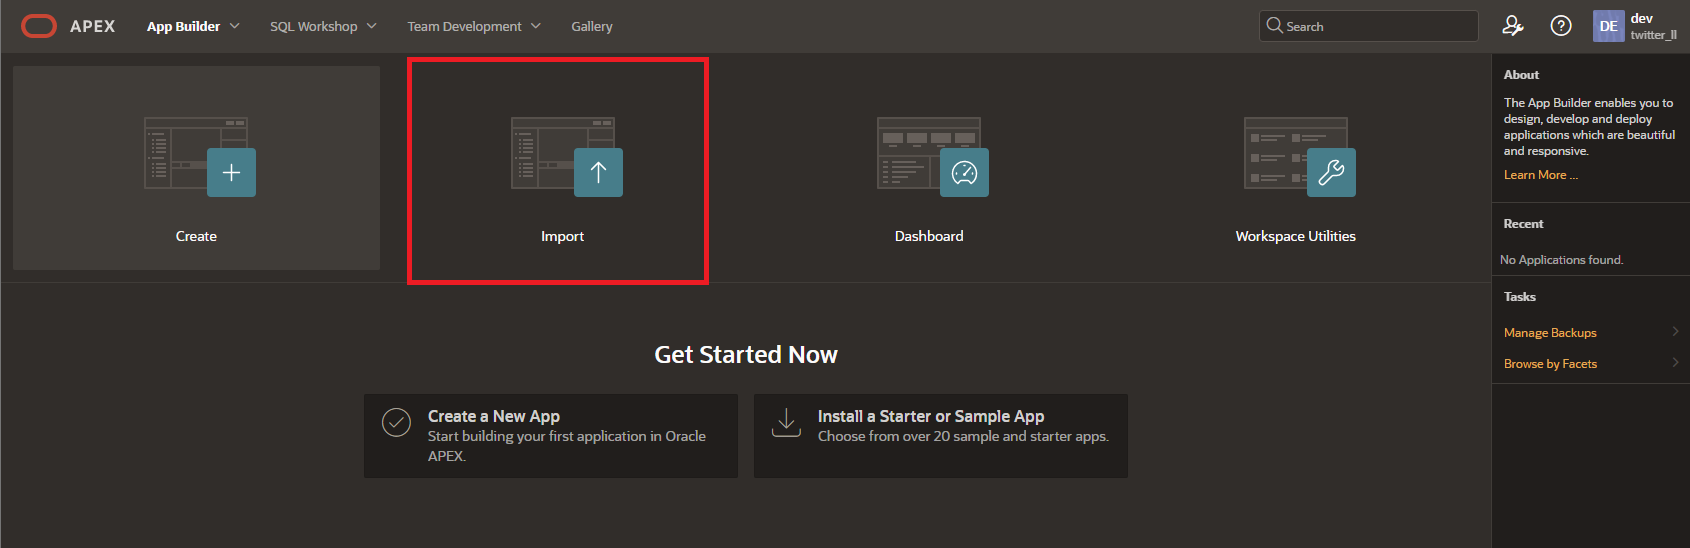 APEX
App Builder
SQL Workshop
Team Development
Gallery
Search
DE
dev
twitter_ll
Create
Import
Dashboard
Workspace Utilities
Get Started Now
Create a New App
Start building your first application in Oracle
APEX.
Install a Starter or Sample App
Choose from over 20 sample and starter apps.
About
The App Builder enables you to
design, develop and deploy
applications which are beautiful
and responsive.
Learn More ...
Recent
No Applications found.
Tasks
Manage Backups
Browse by Facets